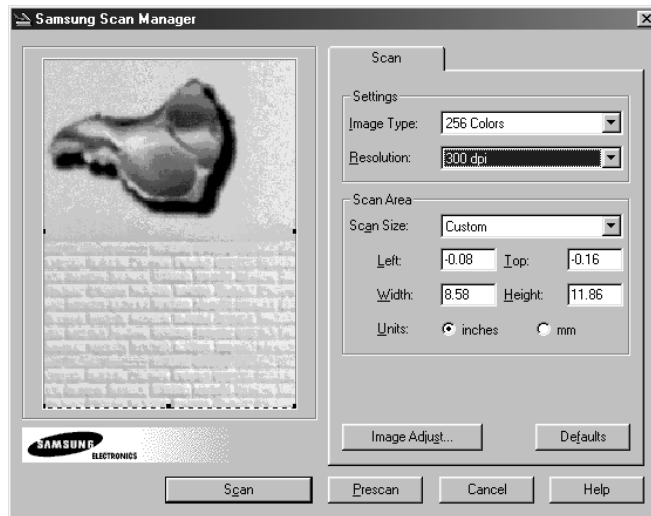 Samsung Scan Manager
Scan
Settings
Image Type: 256 Colors
Resolution: 300 dpi
Scan Area
Scan Size: Custom
Left: -0.08 Top: -0.16
Width: 8.58 Height: 11.86
Units: inches mm
Image Adjust... Defaults
SAMSUNG
ELECTRONICS
Scan Prescan Cancel Help